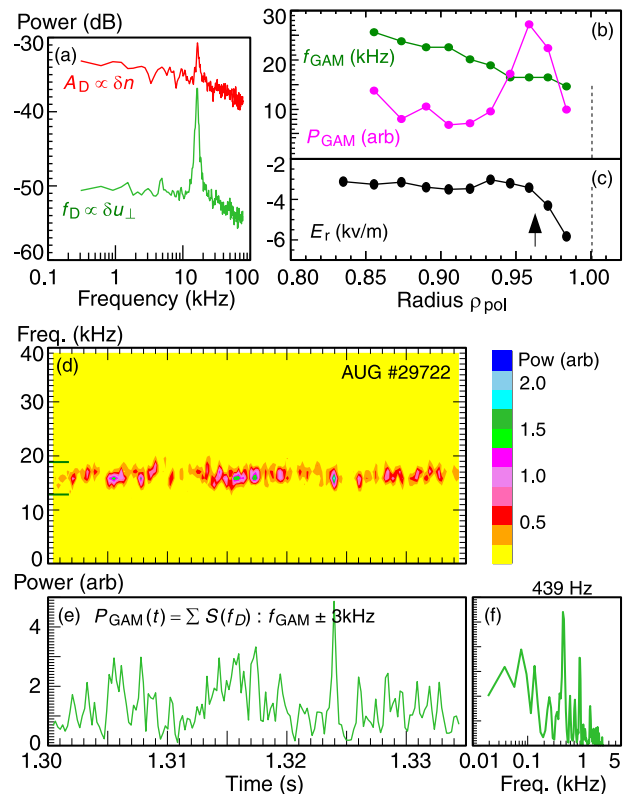 Power (dB)
-30
(a)
A_D ∝ δn
-40
-50
f_D ∝ δu⊥
-60
0.1 1 10 100
Frequency (kHz)
30
(b)
f_GAM
(kHz)
20
10
P_GAM (arb)
-2
(c)
-4
E_r (kv/m)
-6
0.80 0.85 0.90 0.95 1.00
Radius ρ_pol
Freq. (kHz)
40
(d)
AUG #29722
30
20
10
0
Pow (arb)
2.0
1.5
1.0
0.5
Power (arb)
(e) P_GAM(t) = ∑ S(f_D) : f_GAM ± 3kHz
4
2
0
1.30 1.31 1.32 1.33
Time (s)
439 Hz
(f)
0.01 0.1 1 5
Freq. (kHz)